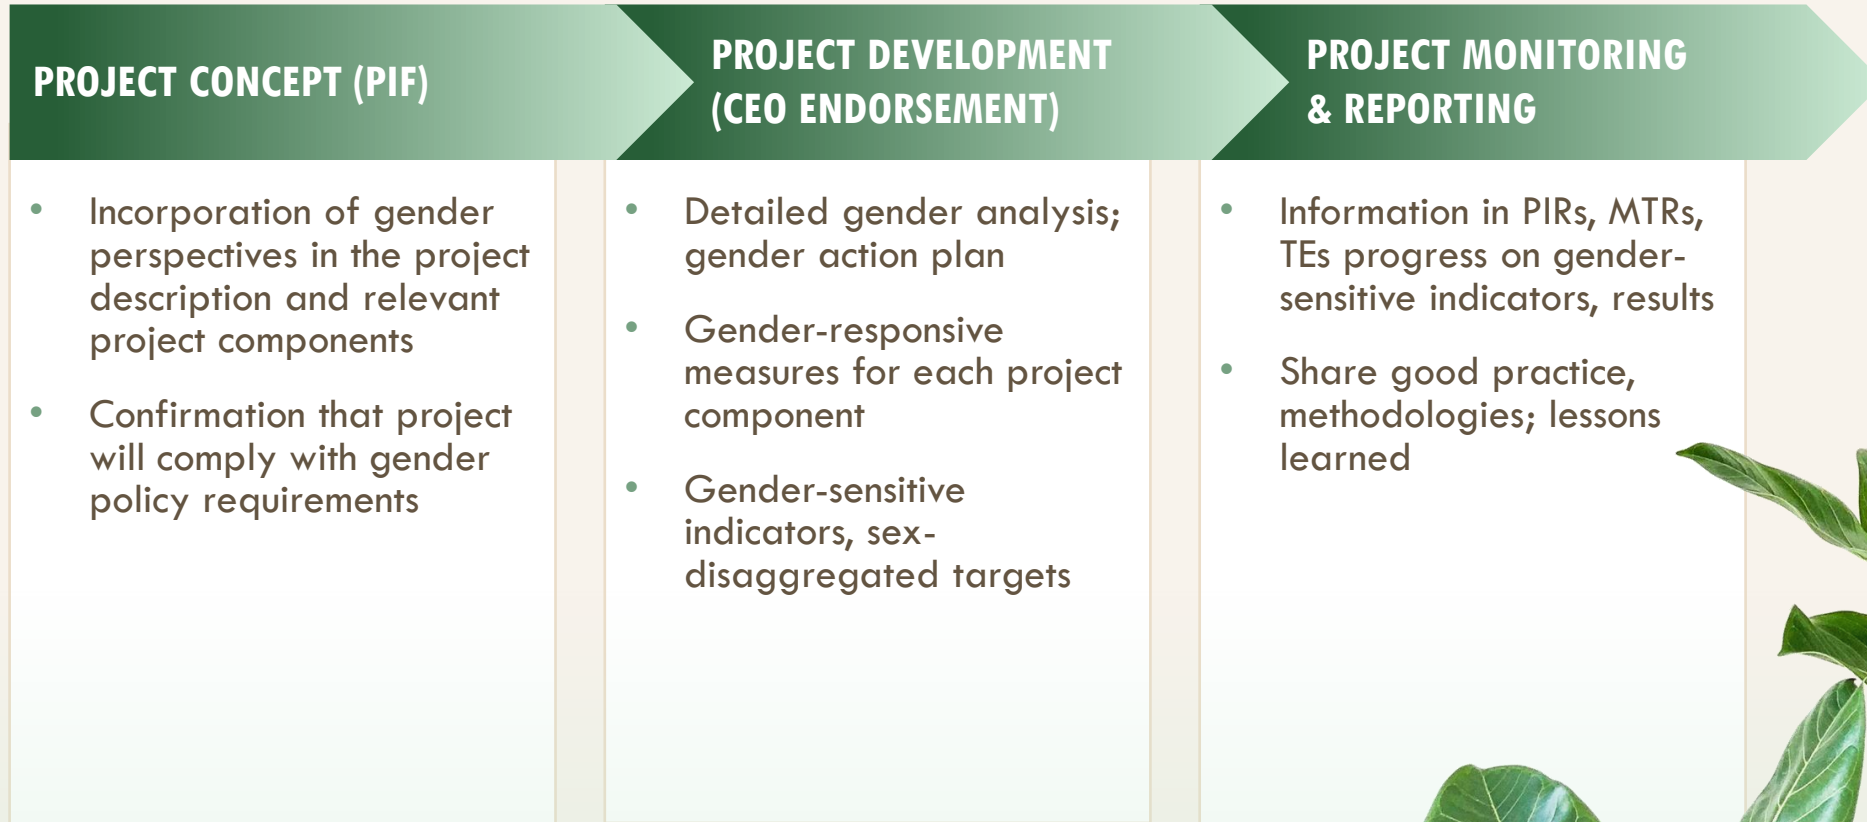 PROJECT CONCEPT (PIF)
• Incorporation of gender
perspectives in the project
description and relevant
project components
• Confirmation that project
will comply with gender
policy requirements
PROJECT DEVELOPMENT
(CEO ENDORSEMENT)
• Detailed gender analysis;
gender action plan
• Gender-responsive
measures for each project
component
• Gender-sensitive
indicators, sex-
disaggregated targets
PROJECT MONITORING
& REPORTING
• Information in PIRs, MTRs,
TEs progress on gender-
sensitive indicators, results
• Share good practice,
methodologies; lessons
learned